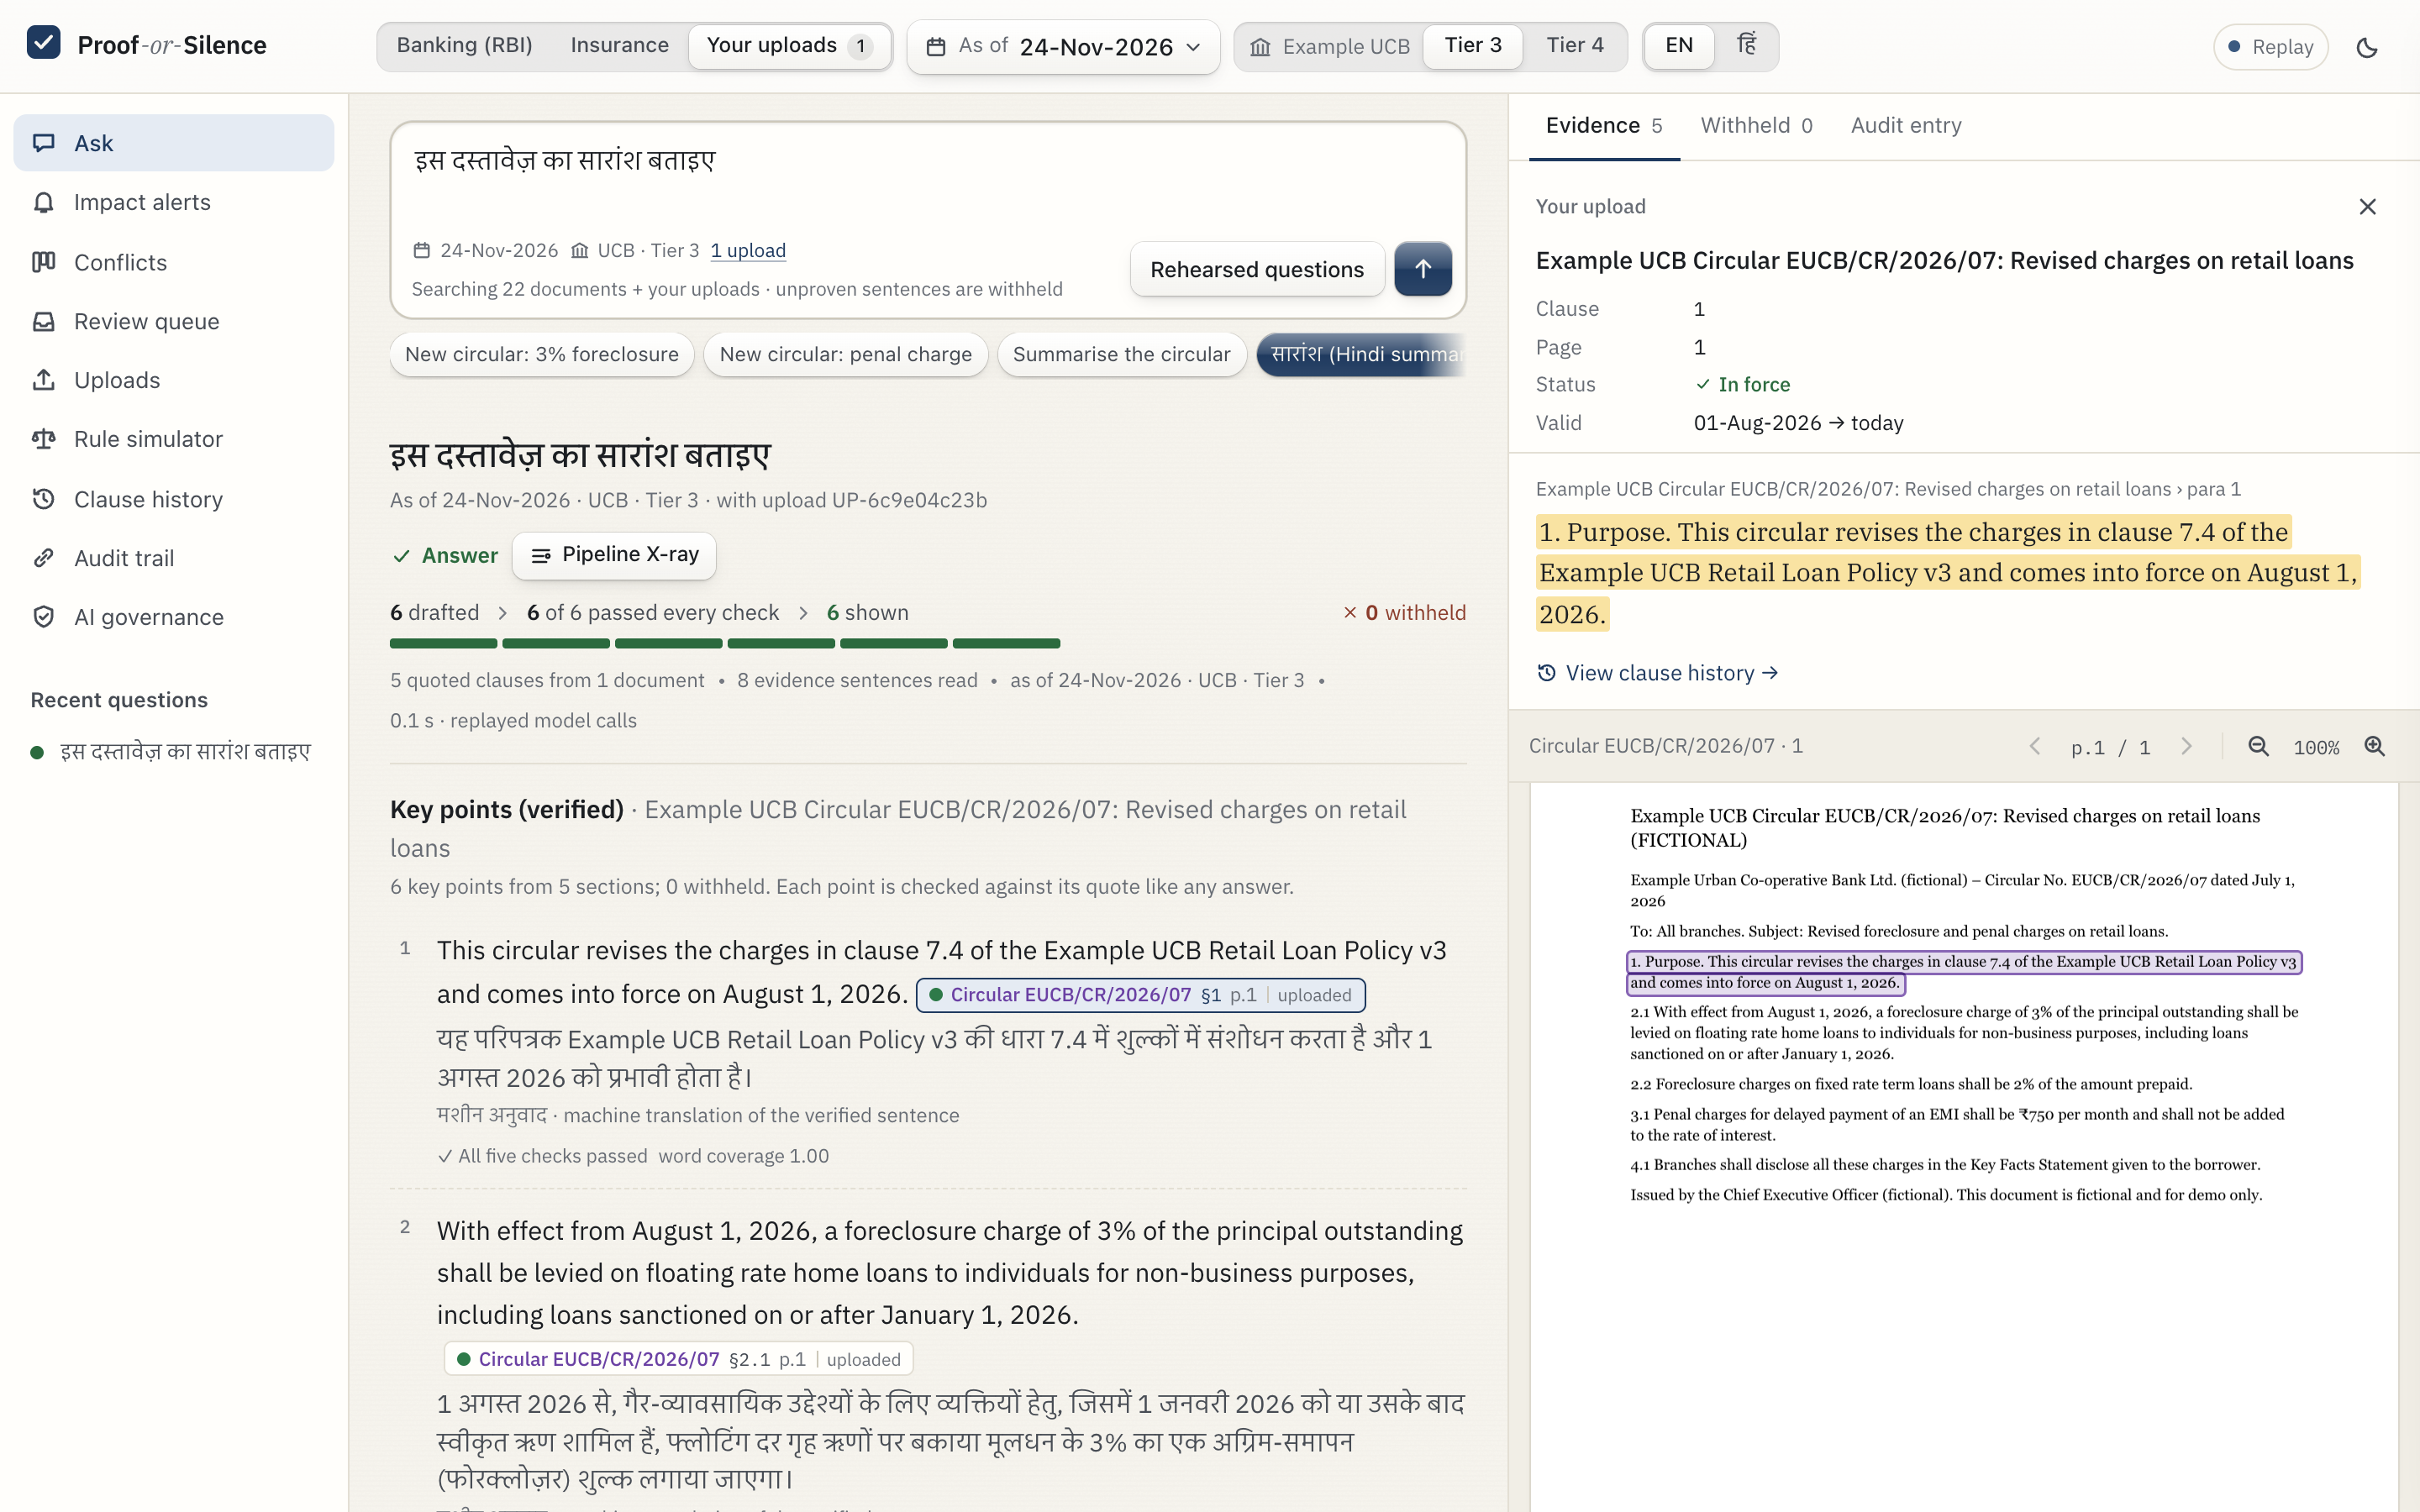 Proof-or-Silence
Banking (RBI) Insurance Your uploads 1
As of 24-Nov-2026
Example UCB Tier 3 Tier 4
EN हिं
Replay
Ask
Impact alerts
Conflicts
Review queue
Uploads
Rule simulator
Clause history
Audit trail
AI governance
Recent questions
इस दस्तावेज़ का सारांश बताइए
इस दस्तावेज़ का सारांश बताइए
24-Nov-2026 UCB · Tier 3 1 upload
Searching 22 documents + your uploads · unproven sentences are withheld
Rehearsed questions
New circular: 3% foreclosure New circular: penal charge Summarise the circular सारांश (Hindi summar
इस दस्तावेज़ का सारांश बताइए
As of 24-Nov-2026 · UCB · Tier 3 · with upload UP-6c9e04c23b
Answer Pipeline X-ray
6 drafted > 6 of 6 passed every check > 6 shown × 0 withheld
5 quoted clauses from 1 document • 8 evidence sentences read • as of 24-Nov-2026 · UCB · Tier 3 •
0.1 s · replayed model calls
Key points (verified) · Example UCB Circular EUCB/CR/2026/07: Revised charges on retail
loans
6 key points from 5 sections; 0 withheld. Each point is checked against its quote like any answer.
1 This circular revises the charges in clause 7.4 of the Example UCB Retail Loan Policy v3
and comes into force on August 1, 2026. Circular EUCB/CR/2026/07 §1 p.1 | uploaded
यह परिपत्रक Example UCB Retail Loan Policy v3 की धारा 7.4 में शुल्कों में संशोधन करता है और 1
अगस्त 2026 को प्रभावी होता है।
मशीन अनुवाद · machine translation of the verified sentence
✓ All five checks passed word coverage 1.00
2 With effect from August 1, 2026, a foreclosure charge of 3% of the principal outstanding
shall be levied on floating rate home loans to individuals for non-business purposes,
including loans sanctioned on or after January 1, 2026.
Circular EUCB/CR/2026/07 §2.1 p.1 | uploaded
1 अगस्त 2026 से, गैर-व्यावसायिक उद्देश्यों के लिए व्यक्तियों हेतु, जिसमें 1 जनवरी 2026 को या उसके बाद
स्वीकृत ऋण शामिल हैं, फ्लोटिंग दर गृह ऋणों पर बकाया मूलधन के 3% का एक अग्रिम-समापन
(फोरक्लोज़र) शुल्क लगाया जाएगा।
Evidence 5 Withheld 0 Audit entry
Your upload
Example UCB Circular EUCB/CR/2026/07: Revised charges on retail loans
Clause 1
Page 1
Status ✓ In force
Valid 01-Aug-2026 → today
Example UCB Circular EUCB/CR/2026/07: Revised charges on retail loans › para 1
1. Purpose. This circular revises the charges in clause 7.4 of the
Example UCB Retail Loan Policy v3 and comes into force on August 1,
2026.
View clause history →
Circular EUCB/CR/2026/07 · 1 p.1 / 1 100%
Example UCB Circular EUCB/CR/2026/07: Revised charges on retail loans
(FICTIONAL)
Example Urban Co-operative Bank Ltd. (fictional) – Circular No. EUCB/CR/2026/07 dated July 1,
2026
To: All branches. Subject: Revised foreclosure and penal charges on retail loans.
1. Purpose. This circular revises the charges in clause 7.4 of the Example UCB Retail Loan Policy v3
and comes into force on August 1, 2026.
2.1 With effect from August 1, 2026, a foreclosure charge of 3% of the principal outstanding shall be
levied on floating rate home loans to individuals for non-business purposes, including loans
sanctioned on or after January 1, 2026.
2.2 Foreclosure charges on fixed rate term loans shall be 2% of the amount prepaid.
3.1 Penal charges for delayed payment of an EMI shall be ₹750 per month and shall not be added
to the rate of interest.
4.1 Branches shall disclose all these charges in the Key Facts Statement given to the borrower.
Issued by the Chief Executive Officer (fictional). This document is fictional and for demo only.